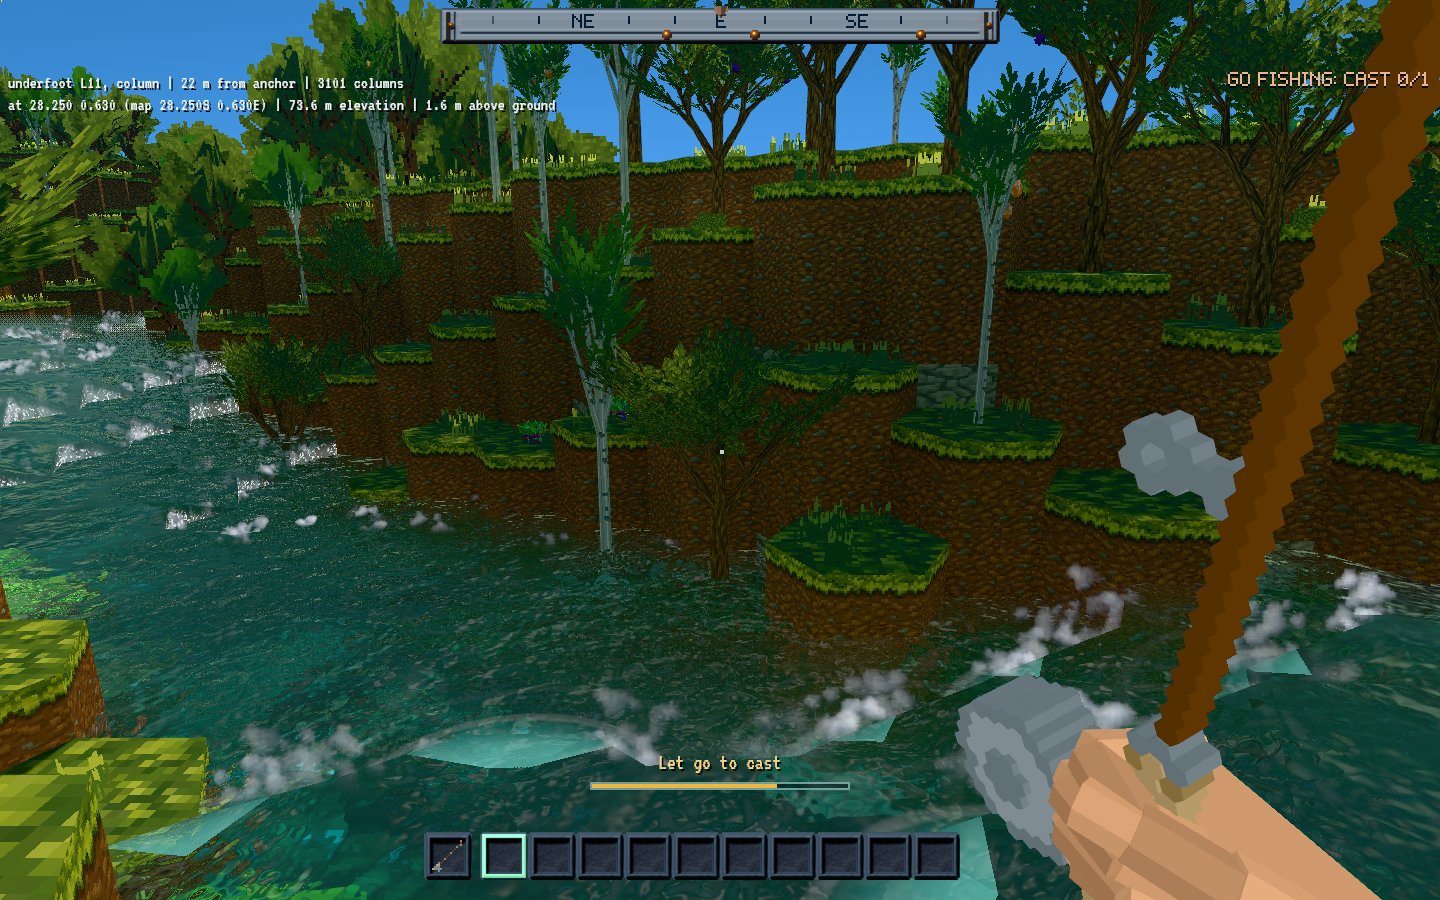 NE E SE
underfoot L11, column | 22 m from anchor | 3101 columns
at 28.250 0.630 (map 28.250S 0.630E) | 73.6 m elevation | 1.6 m above ground
GO FISHING: CAST 0/1
Let go to cast